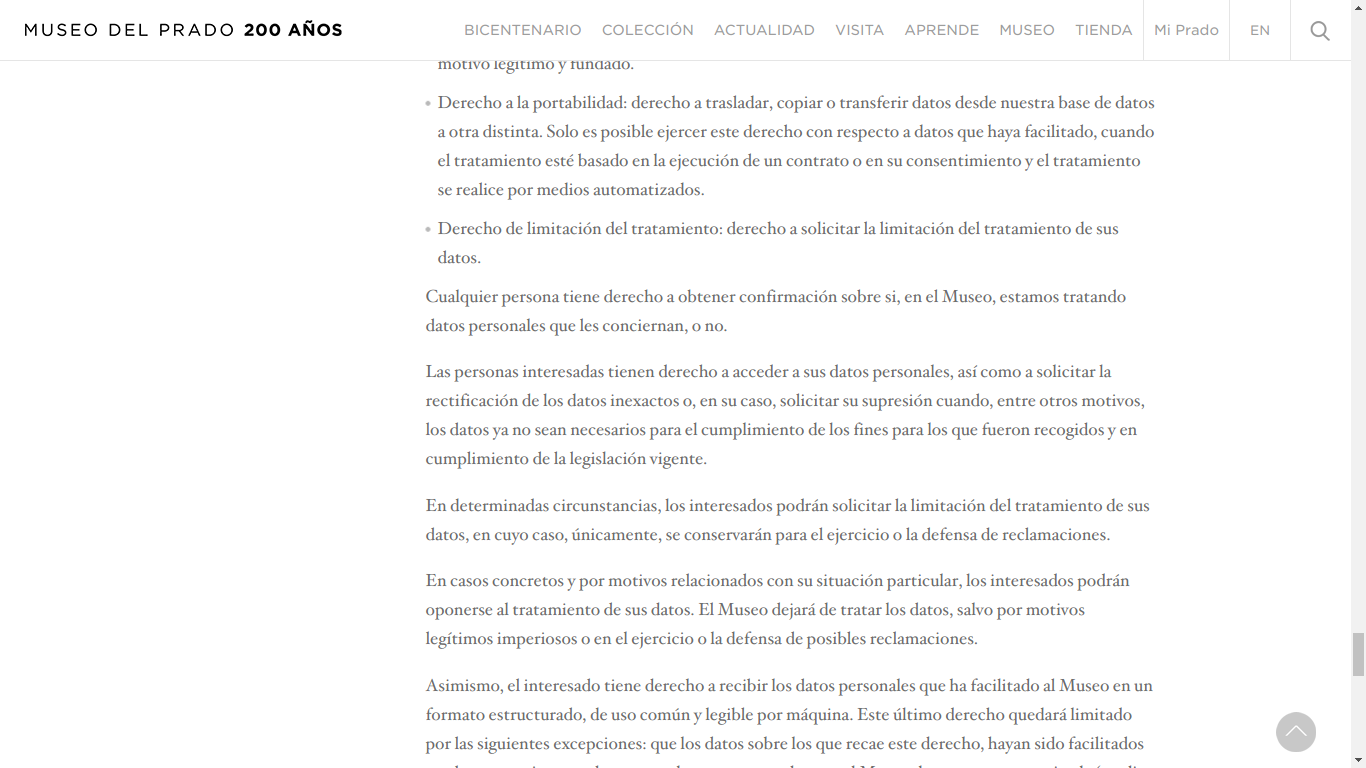 MUSEO DEL PRADO 200 AÑOS
BICENTENARIO COLECCIÓN ACTUALIDAD VISITA APRENDE MUSEO TIENDA Mi Prado EN
motivo legítimo y fundado.
Derecho a la portabilidad: derecho a trasladar, copiar o transferir datos desde nuestra base de datos
a otra distinta. Solo es posible ejercer este derecho con respecto a datos que haya facilitado, cuando
el tratamiento esté basado en la ejecución de un contrato o en su consentimiento y el tratamiento
se realice por medios automatizados.
Derecho de limitación del tratamiento: derecho a solicitar la limitación del tratamiento de sus
datos.
Cualquier persona tiene derecho a obtener confirmación sobre si, en el Museo, estamos tratando
datos personales que les conciernan, o no.
Las personas interesadas tienen derecho a acceder a sus datos personales, así como a solicitar la
rectificación de los datos inexactos o, en su caso, solicitar su supresión cuando, entre otros motivos,
los datos ya no sean necesarios para el cumplimiento de los fines para los que fueron recogidos y en
cumplimiento de la legislación vigente.
En determinadas circunstancias, los interesados podrán solicitar la limitación del tratamiento de sus
datos, en cuyo caso, únicamente, se conservarán para el ejercicio o la defensa de reclamaciones.
En casos concretos y por motivos relacionados con su situación particular, los interesados podrán
oponerse al tratamiento de sus datos. El Museo dejará de tratar los datos, salvo por motivos
legítimos imperiosos o en el ejercicio o la defensa de posibles reclamaciones.
Asimismo, el interesado tiene derecho a recibir los datos personales que ha facilitado al Museo en un
formato estructurado, de uso común y legible por máquina. Este último derecho quedará limitado
por las siguientes excepciones: que los datos sobre los que recae este derecho, hayan sido facilitados